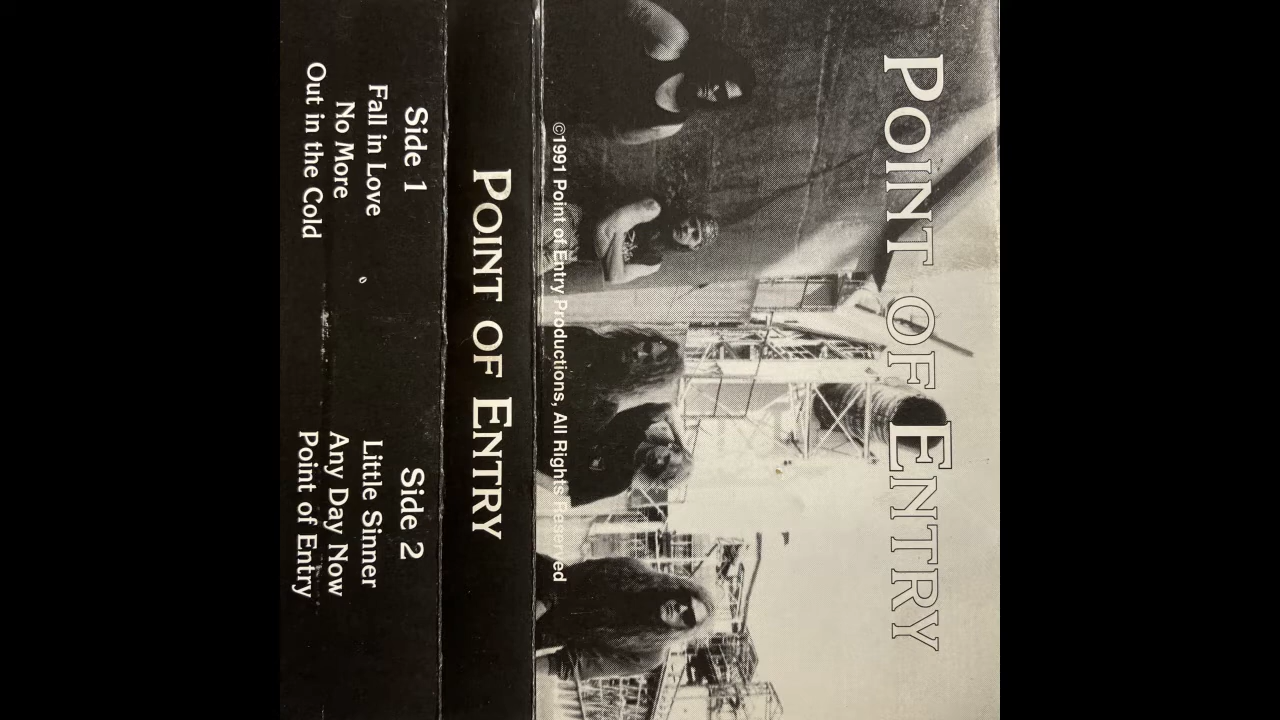 POINT OF ENTRY
©1991 Point of Entry Productions, All Rights Reserved
POINT OF ENTRY
Side 1
Fall in Love
No More
Out in the Cold
Side 2
Little Sinner
Any Day Now
Point of Entry